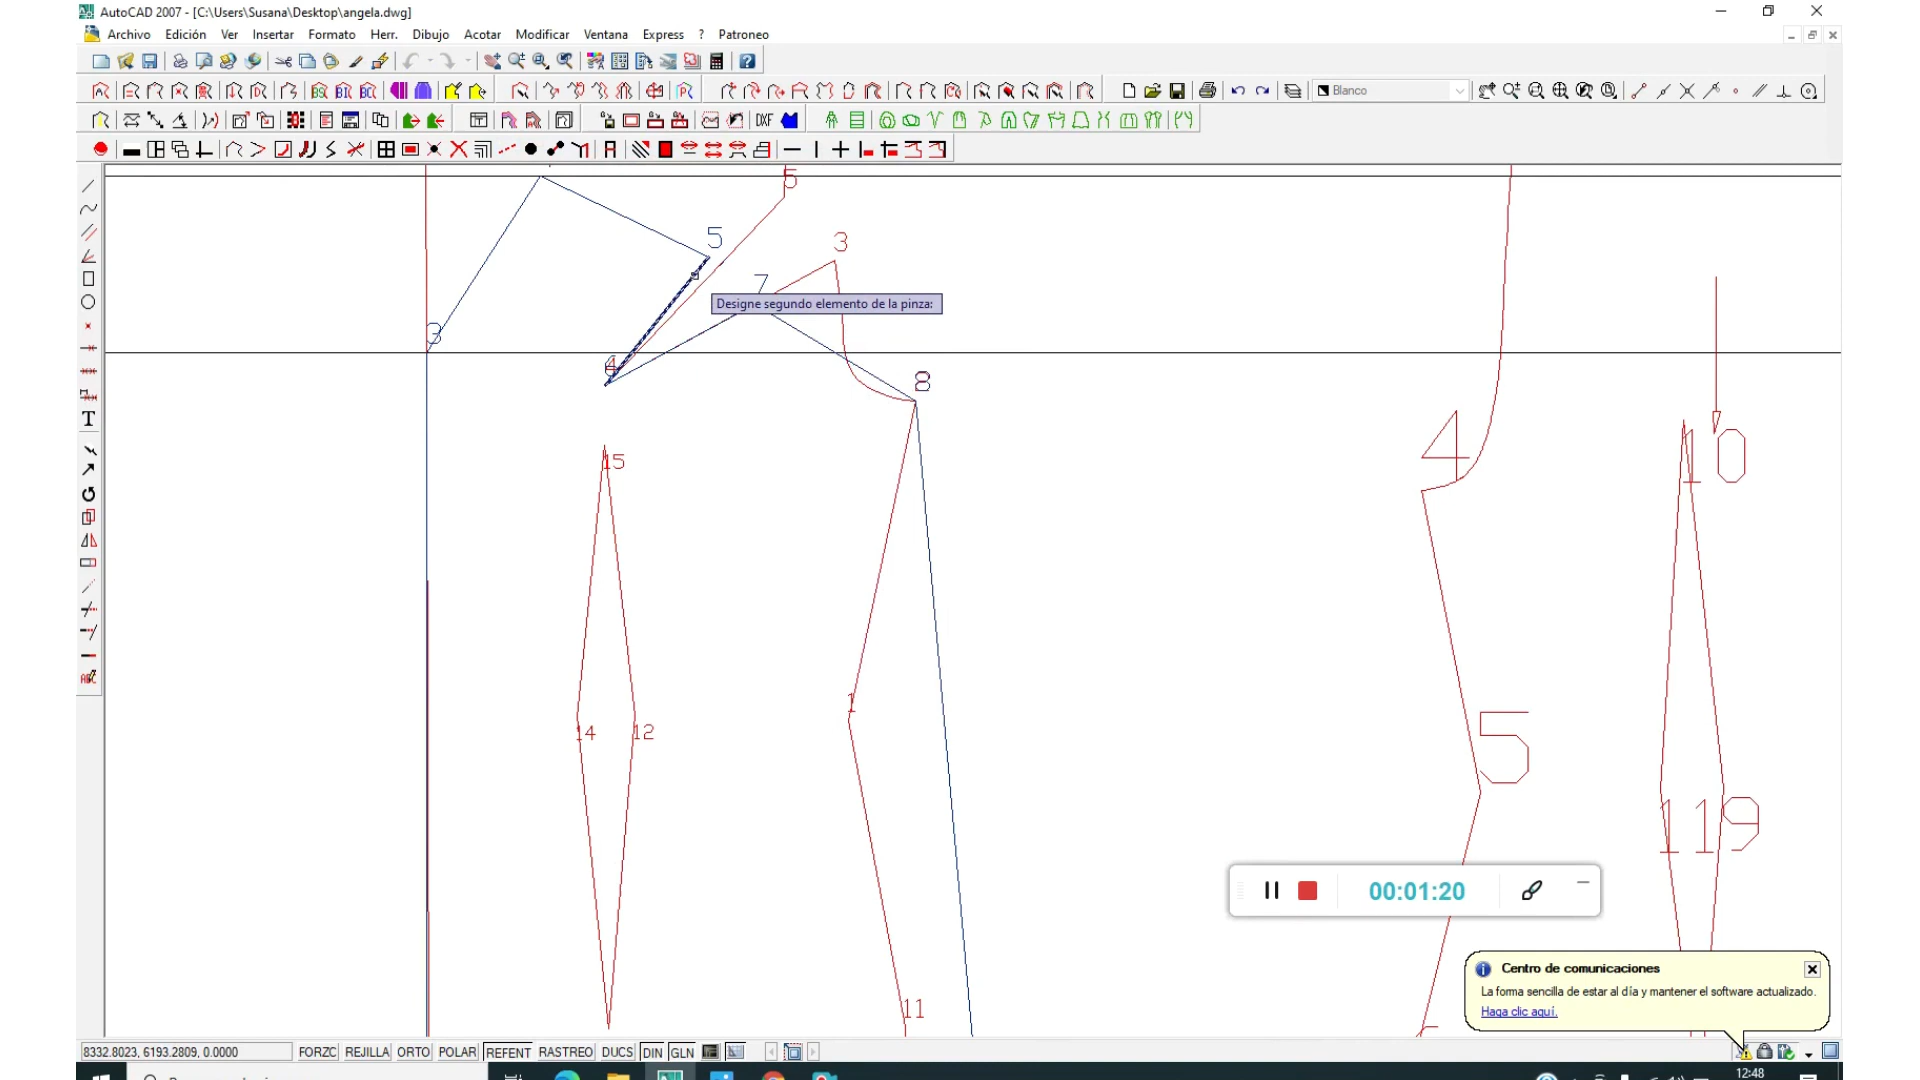 AutoCAD 2007 - [C:\Users\Susana\Desktop\angela.dwg]
Archivo Edición Ver Insertar Formato Herr. Dibujo Acotar Modificar Ventana Express ? Patroneo
Blanco
DXF
T
5
5
3
7
Designe segundo elemento de la pinza:
3
8
4
10
15
14
12
1
5
119
11
00:01:20
Centro de comunicaciones
La forma sencilla de estar al día y mantener el software actualizado.
Haga clic aquí.
8332.8023, 6193.2809, 0.0000 FORZC REJILLA ORTO POLAR REFENT RASTREO DUCS DIN GLN
12:48